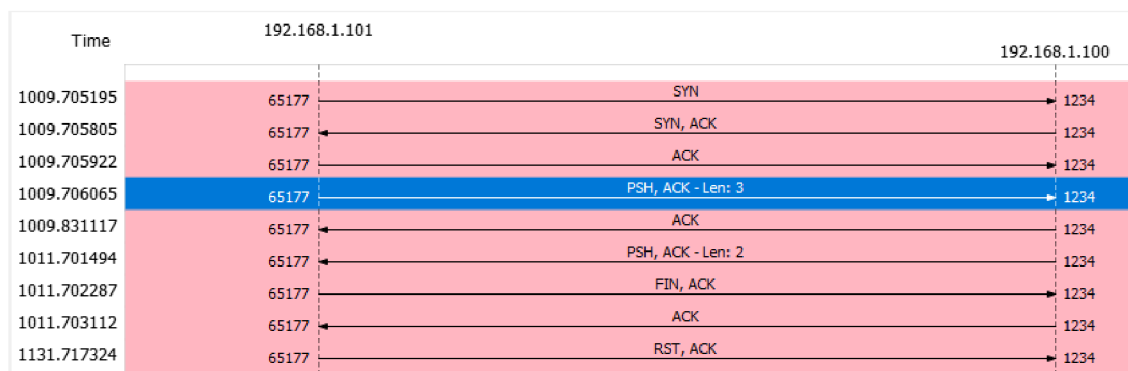 192.168.1.101
Time
192.168.1.100
1009.705195 65177 SYN 1234
1009.705805 65177 SYN, ACK 1234
1009.705922 65177 ACK 1234
1009.706065 65177 PSH, ACK - Len: 3 1234
1009.831117 65177 ACK 1234
1011.701494 65177 PSH, ACK - Len: 2 1234
1011.702287 65177 FIN, ACK 1234
1011.703112 65177 ACK 1234
1131.717324 65177 RST, ACK 1234